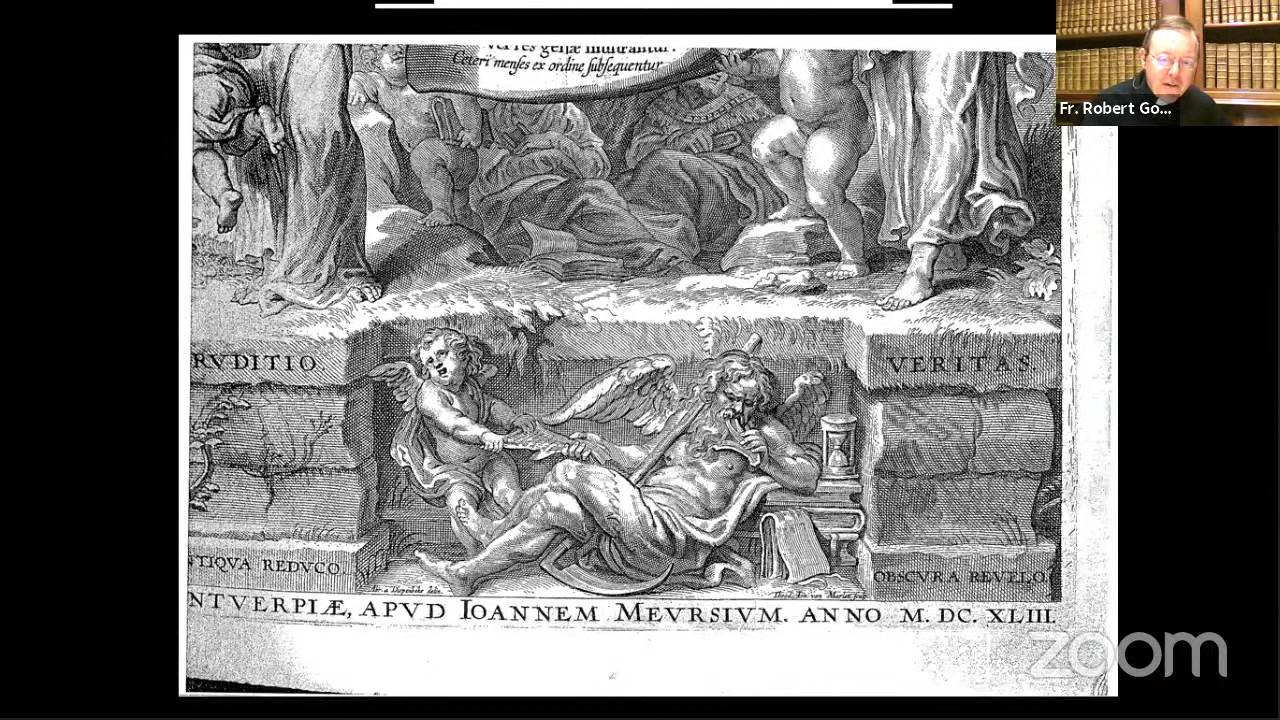 Ceteri menses ex ordine subsequentur
Fr. Robert Go...
RVDITIO
VERITAS.
NTIQVA REDVCO.
OBSCVRA REVELO.
NTVERPIÆ, APVD IOANNEM MEVRSIVM. ANNO M. DC. XLIII.
zoom